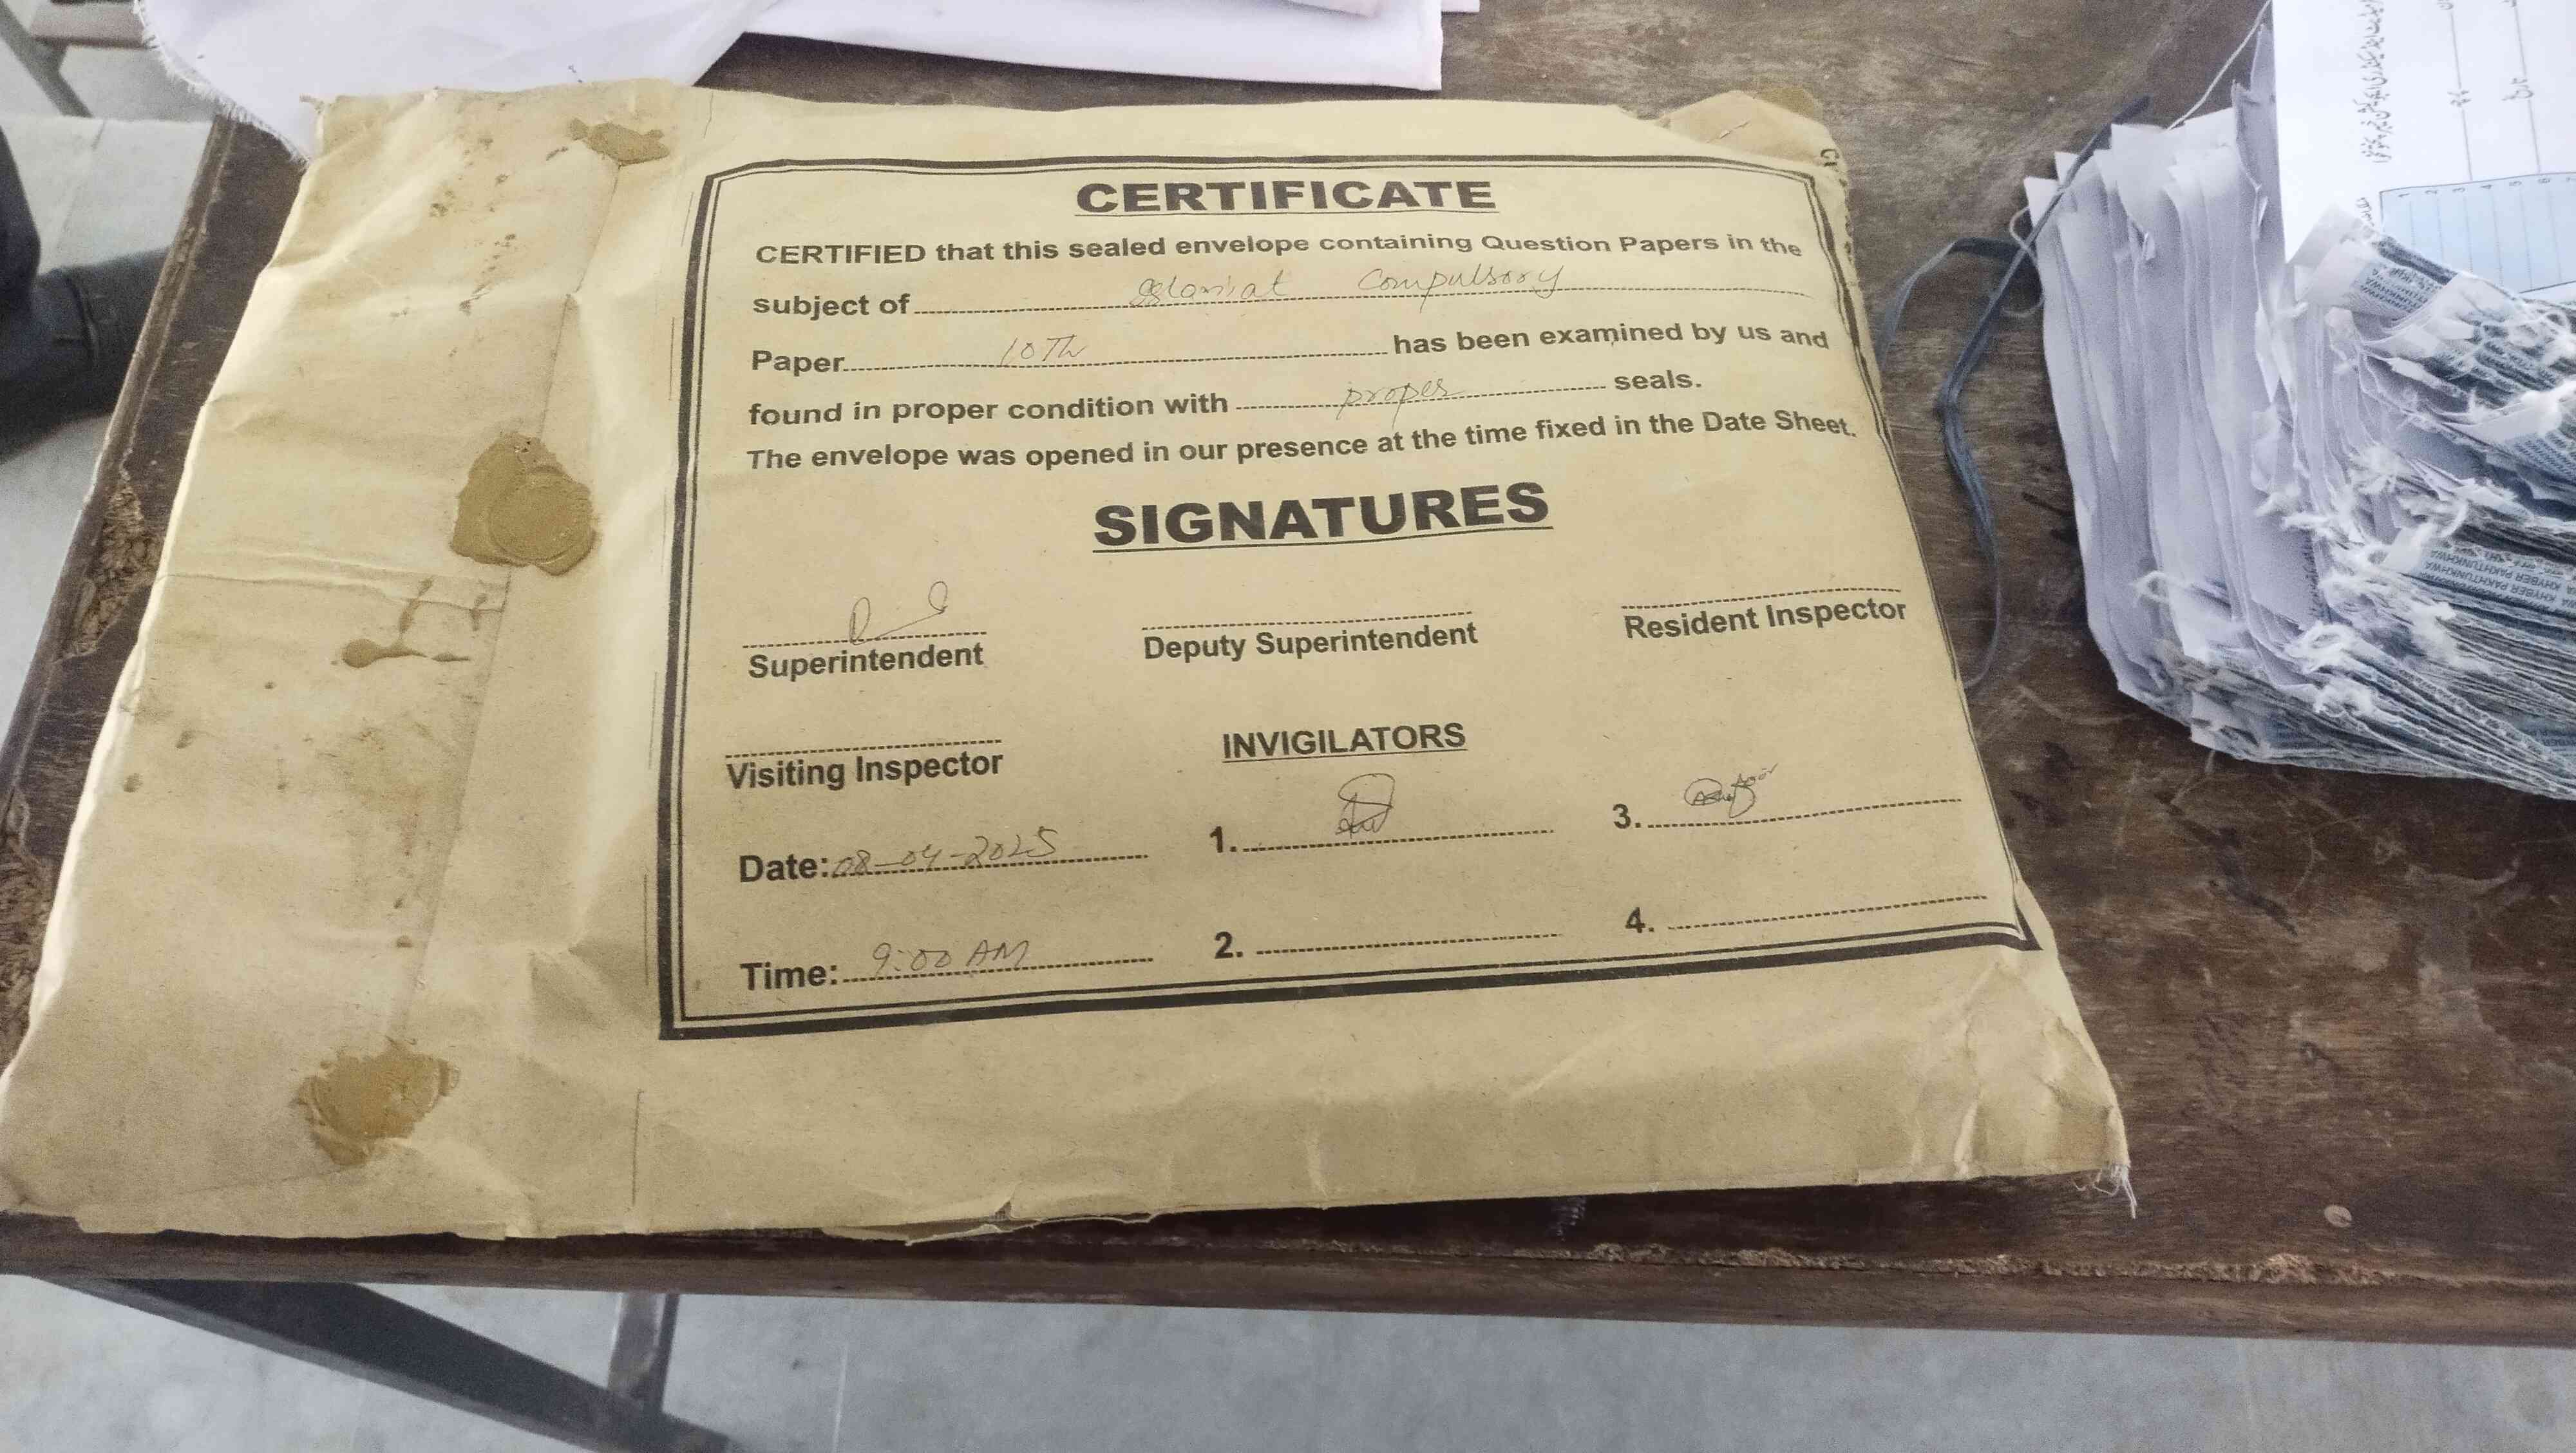 CERTIFICATE
CERTIFIED that this sealed envelope containing Question Papers in the
subject of Islamiat Compulsory
Paper 10Th has been examined by us and
found in proper condition with proper seals.
The envelope was opened in our presence at the time fixed in the Date Sheet.
SIGNATURES
Superintendent
Deputy Superintendent
Resident Inspector
Visiting Inspector
INVIGILATORS
Date: 08-04-2025
1.
3.
Time: 9:00 AM
2.
4.
KHYBER PAKHTUNKHWA